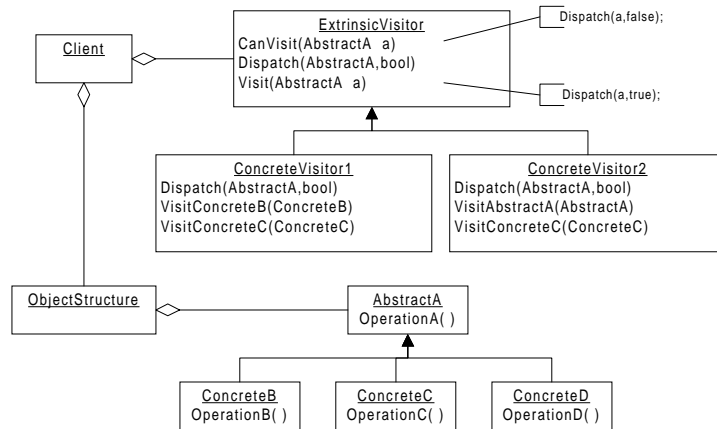 ExtrinsicVisitor
CanVisit(AbstractA a)
Dispatch(AbstractA,bool)
Visit(AbstractA a)
Dispatch(a,false);
Dispatch(a,true);
Client
ConcreteVisitor1
Dispatch(AbstractA,bool)
VisitConcreteB(ConcreteB)
VisitConcreteC(ConcreteC)
ConcreteVisitor2
Dispatch(AbstractA,bool)
VisitAbstractA(AbstractA)
VisitConcreteC(ConcreteC)
ObjectStructure
AbstractA
OperationA( )
ConcreteB
OperationB( )
ConcreteC
OperationC( )
ConcreteD
OperationD( )